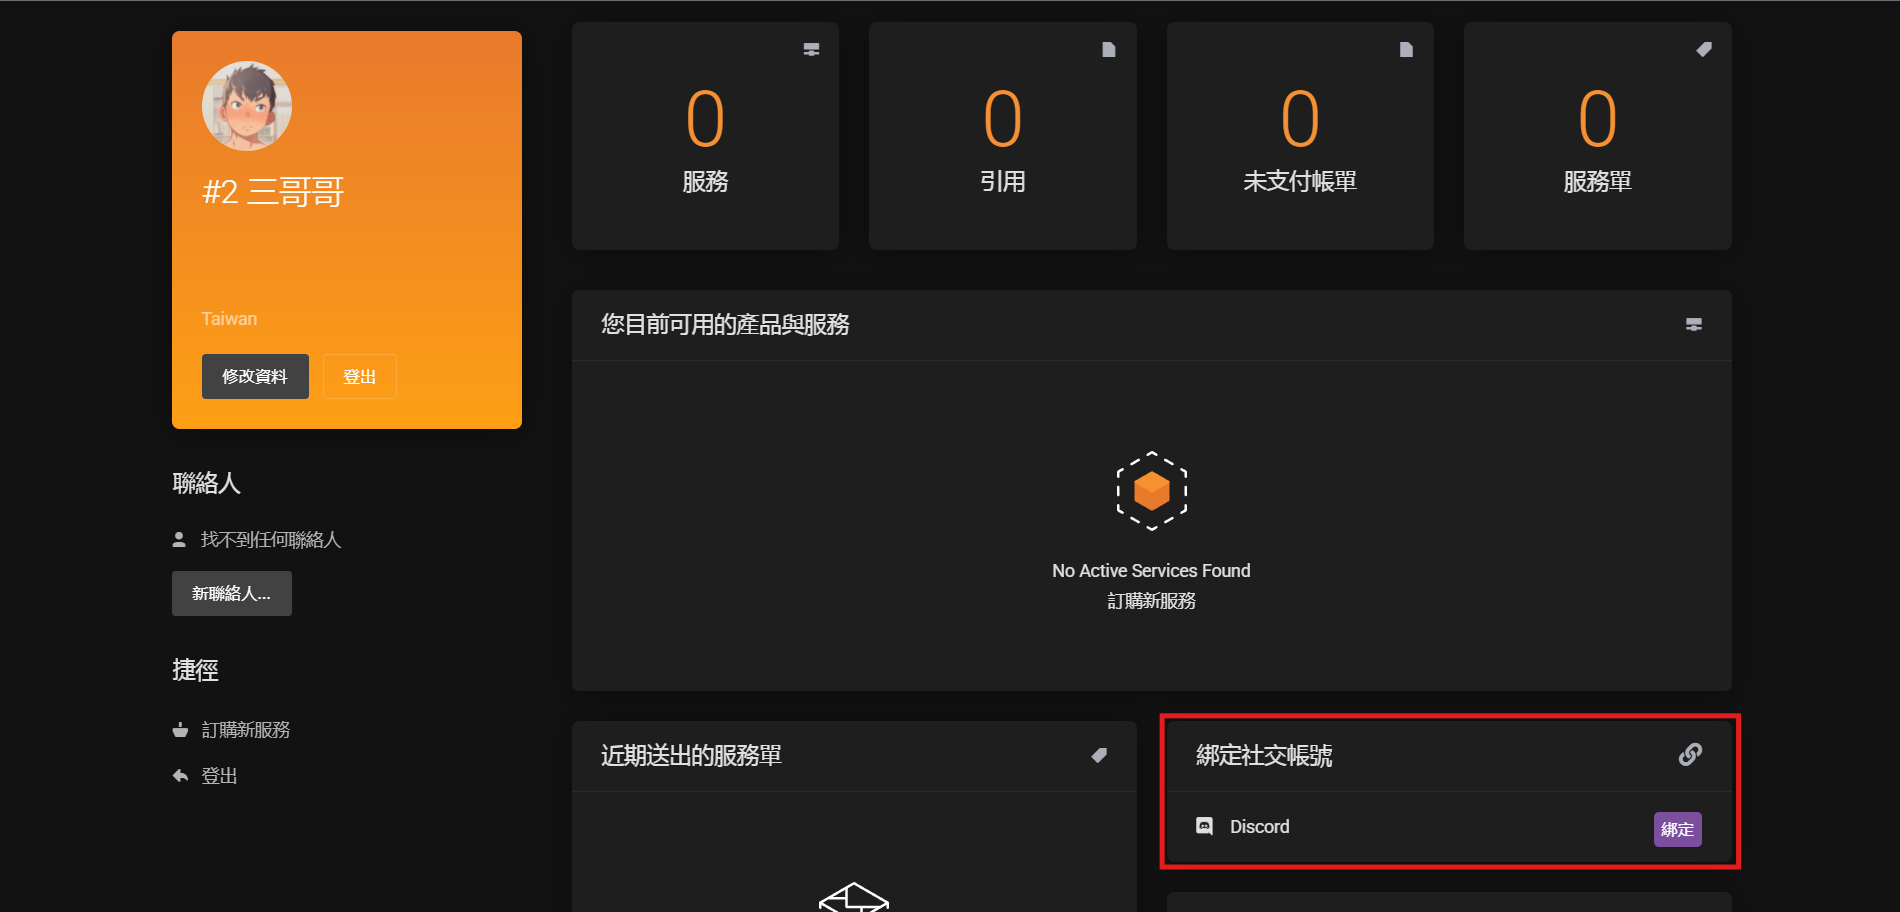 #2 三哥哥
Taiwan
修改資料
登出
聯絡人
找不到任何聯絡人
新聯絡人...
捷徑
訂購新服務
登出
0
服務
0
引用
0
未支付帳單
0
服務單
您目前可用的產品與服務
No Active Services Found
訂購新服務
近期送出的服務單
綁定社交帳號
Discord
綁定